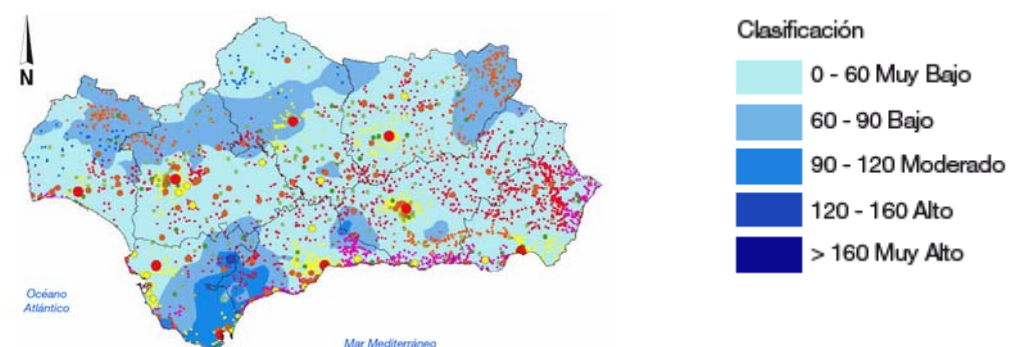 N
Océano
Atlántico
Mar Mediterráneo
Clasificación
0 - 60 Muy Bajo
60 - 90 Bajo
90 - 120 Moderado
120 - 160 Alto
> 160 Muy Alto